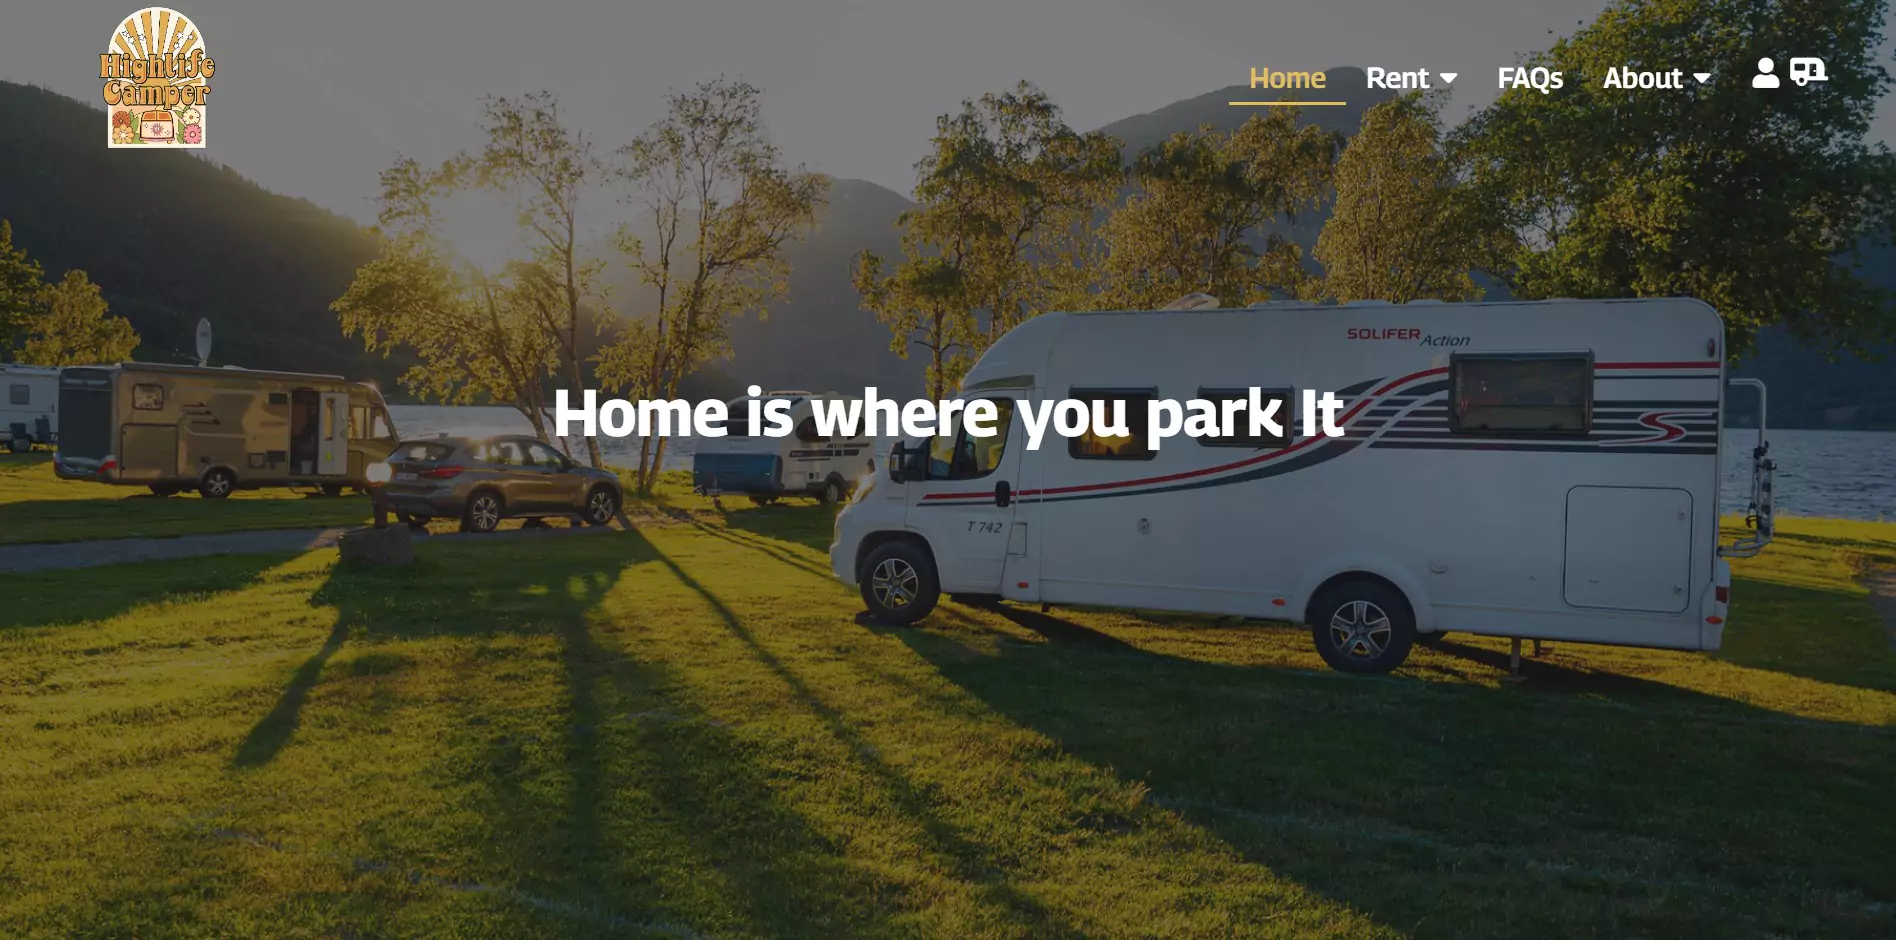 Highlife
Camper
Home
Rent
FAQs
About
Home is where you park It
SOLIFER Action
T 742